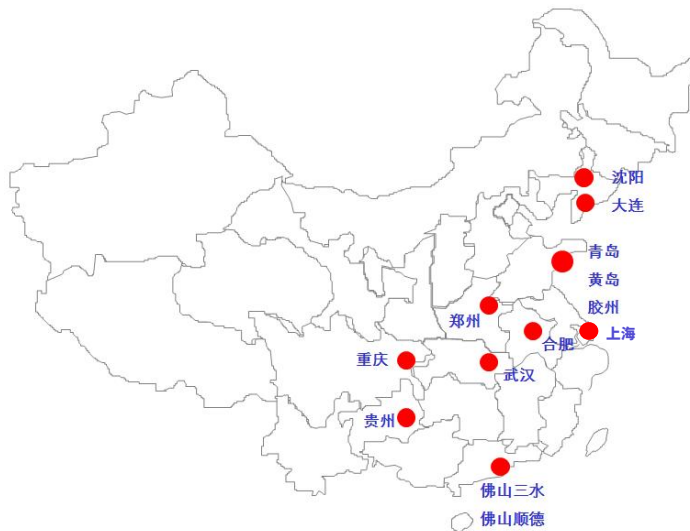 沈阳
大连
青岛
黄岛
胶州
郑州
上海
合肥
重庆
武汉
贵州
佛山三水
佛山顺德